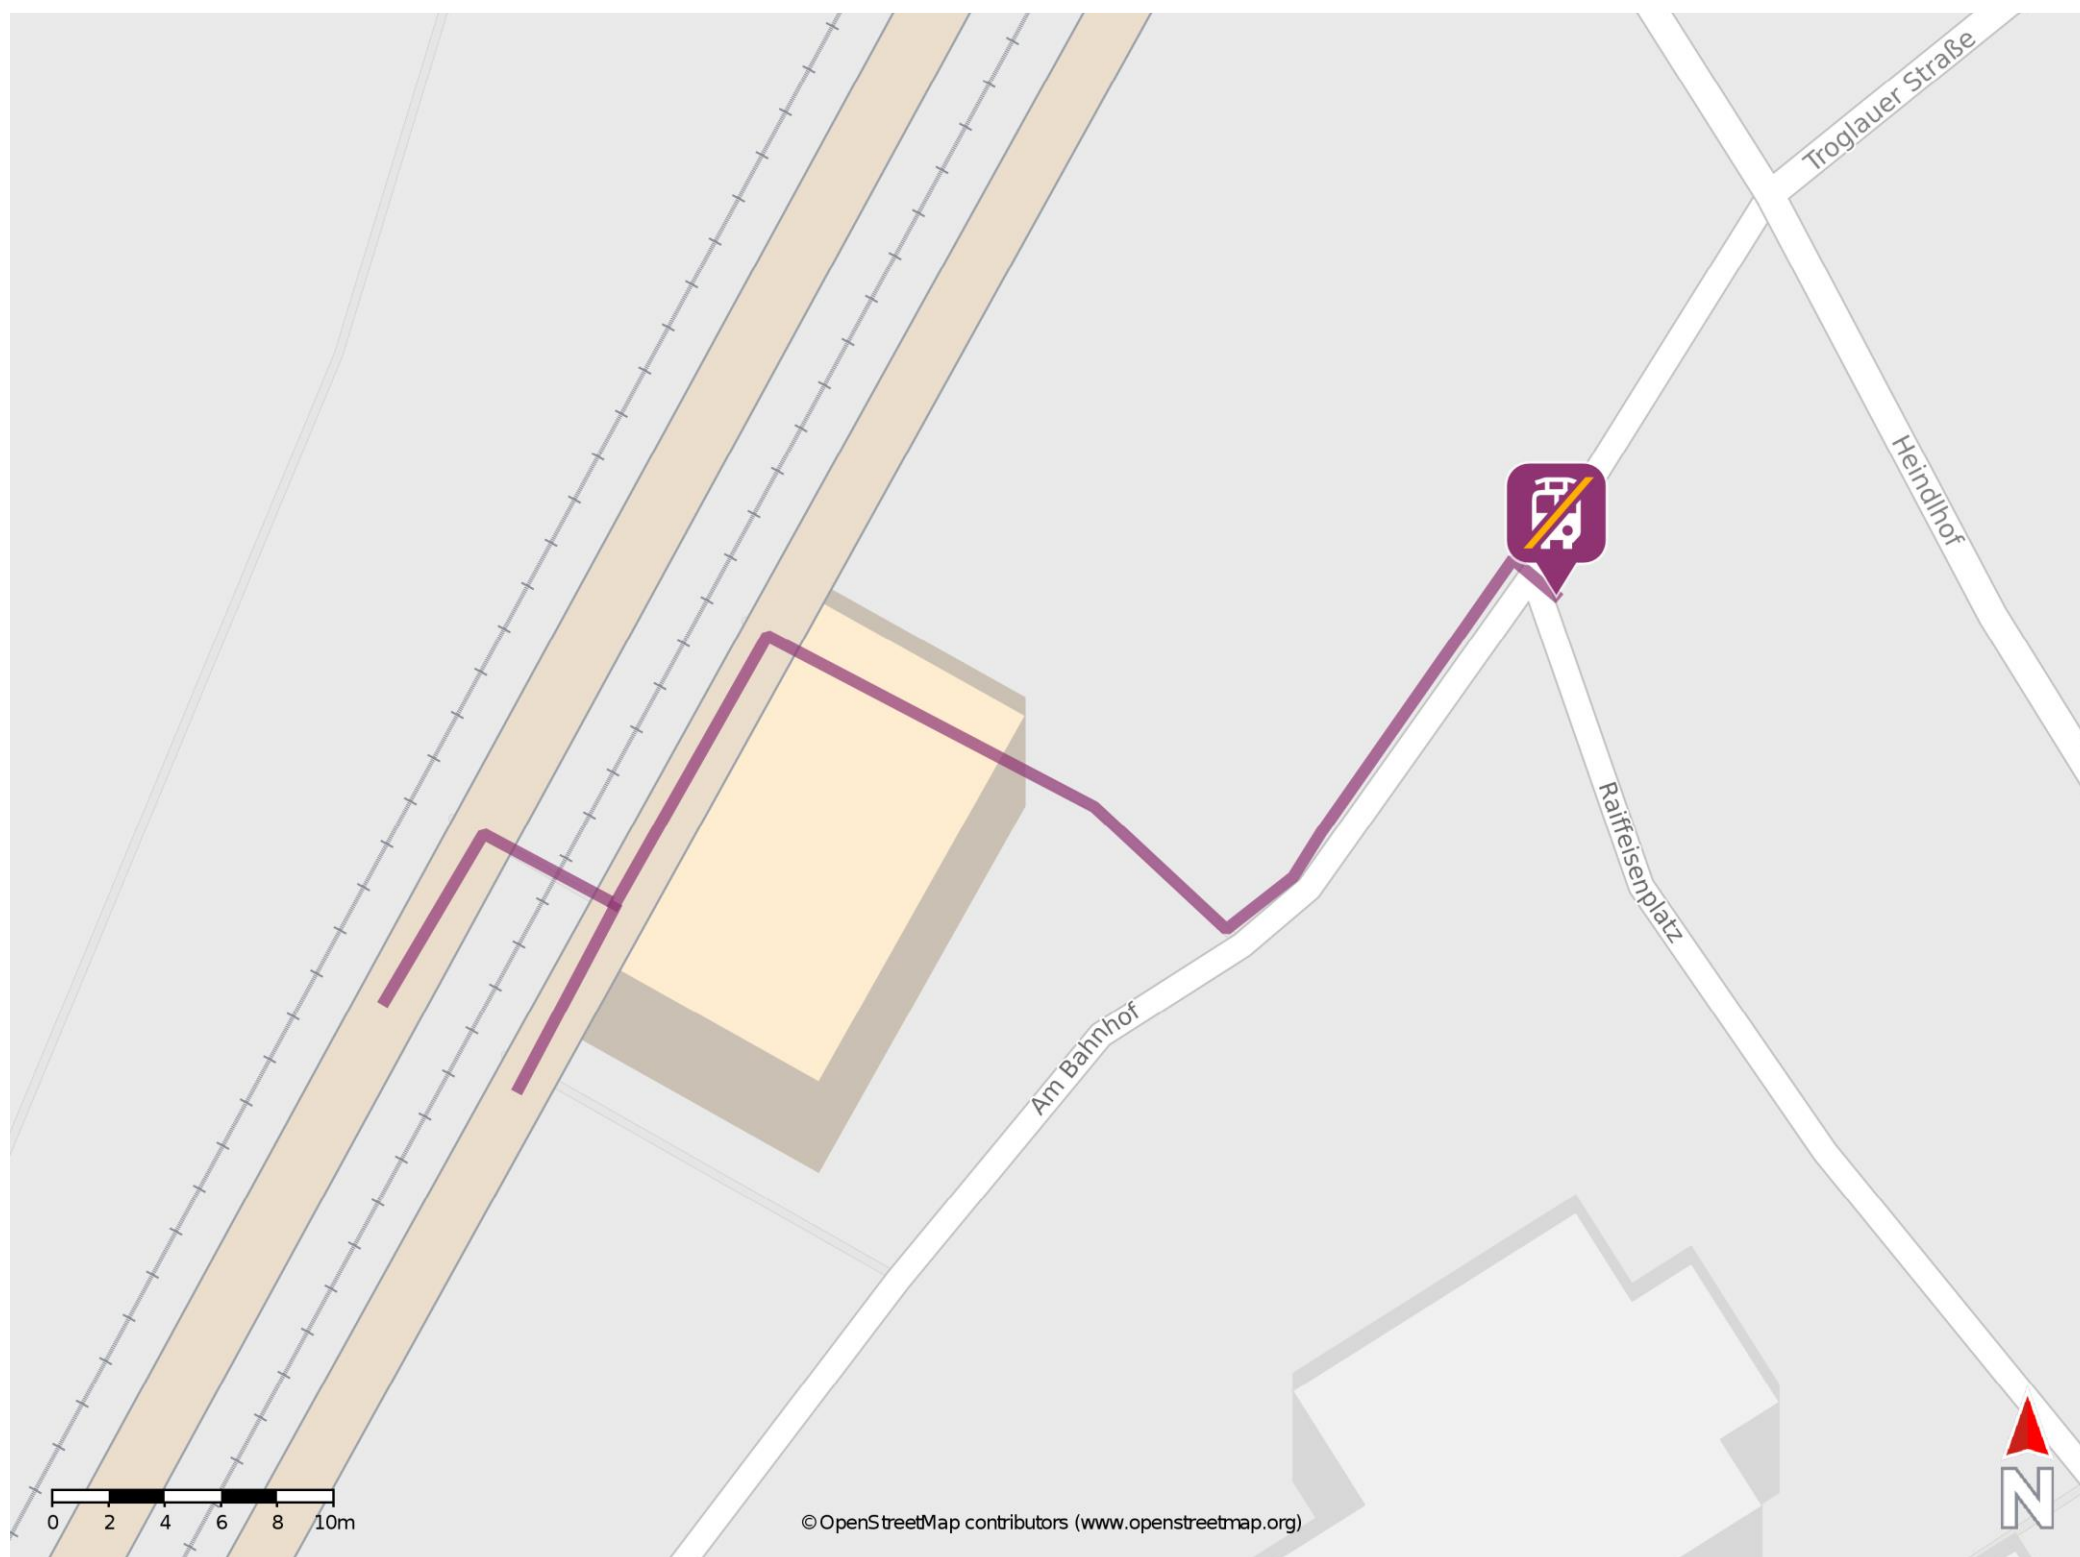 Troglauer Straße
Heindlhof
Raiffeisenplatz
Am Bahnhof
0 2 4 6 8 10m
© OpenStreetMap contributors (www.openstreetmap.org)
N